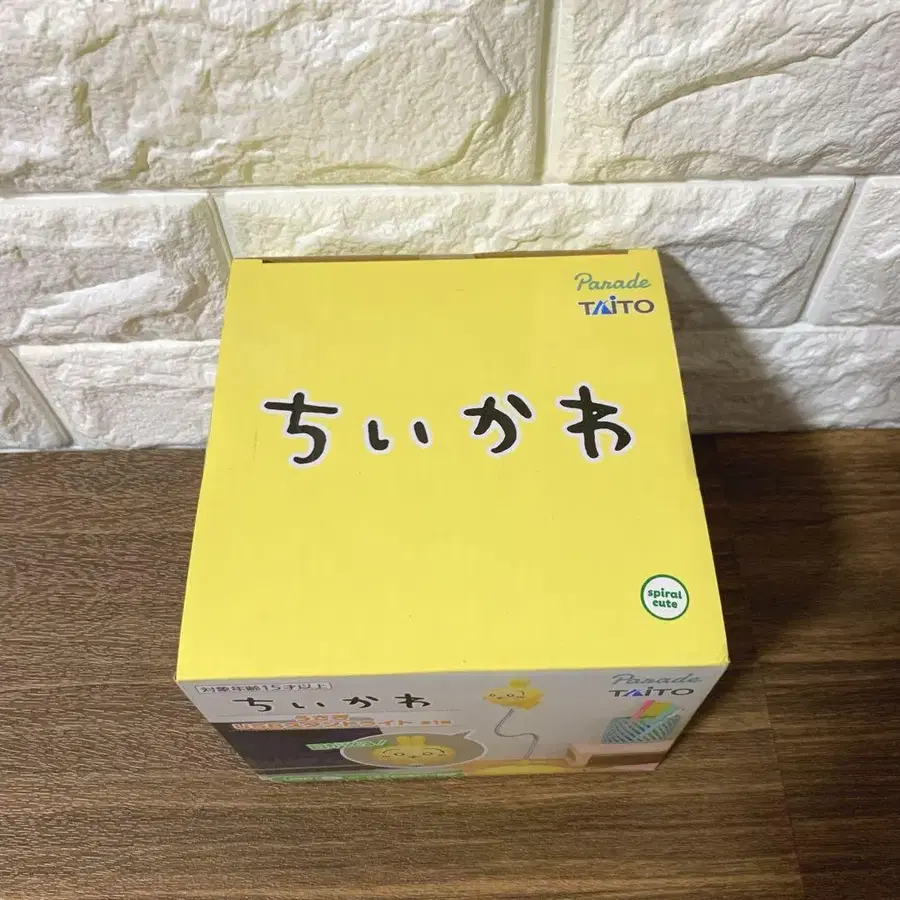 Parade
TAITO
ちいかわ
spiral
cute
対象年齢15才以上
Parade
TAITO
ちいかわ